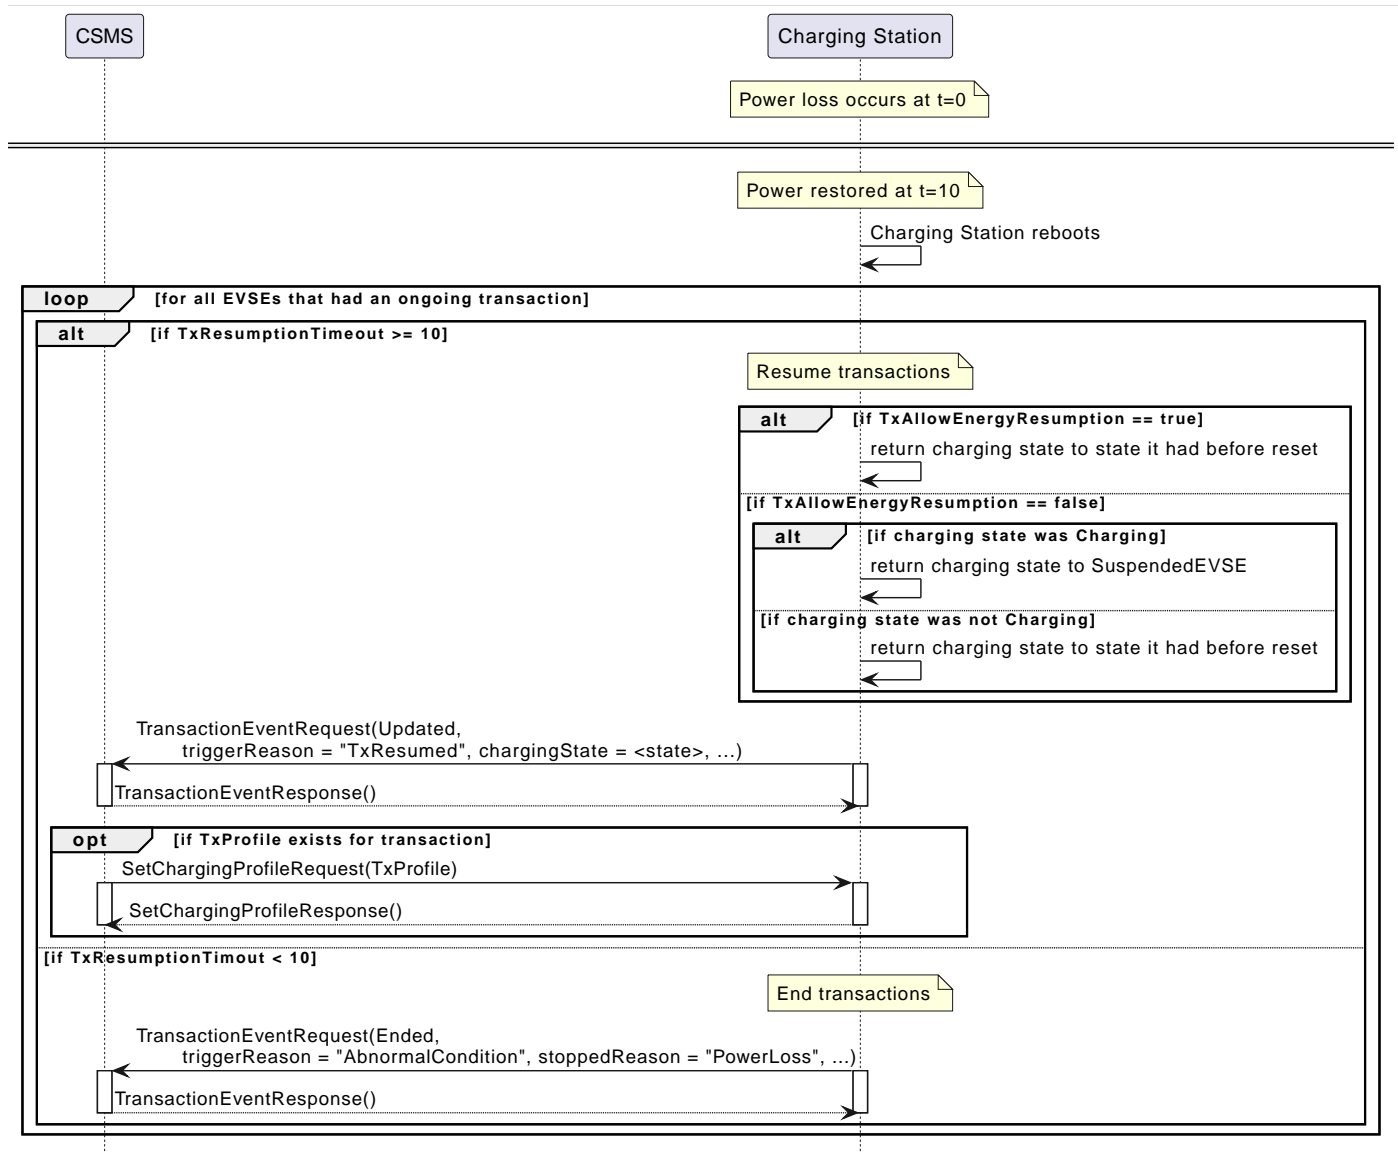 CSMS
Charging Station
Power loss occurs at t=0
Power restored at t=10
Charging Station reboots
loop
[for all EVSEs that had an ongoing transaction]
alt
[if TxResumptionTimeout >= 10]
Resume transactions
alt
[if TxAllowEnergyResumption == true]
return charging state to state it had before reset
[if TxAllowEnergyResumption == false]
alt
[if charging state was Charging]
return charging state to SuspendedEVSE
[if charging state was not Charging]
return charging state to state it had before reset
TransactionEventRequest(Updated,
triggerReason = "TxResumed", chargingState = <state>, ...)
TransactionEventResponse()
opt
[if TxProfile exists for transaction]
SetChargingProfileRequest(TxProfile)
SetChargingProfileResponse()
[if TxResumptionTimout < 10]
End transactions
TransactionEventRequest(Ended,
triggerReason = "AbnormalCondition", stoppedReason = "PowerLoss", ...)
TransactionEventResponse()